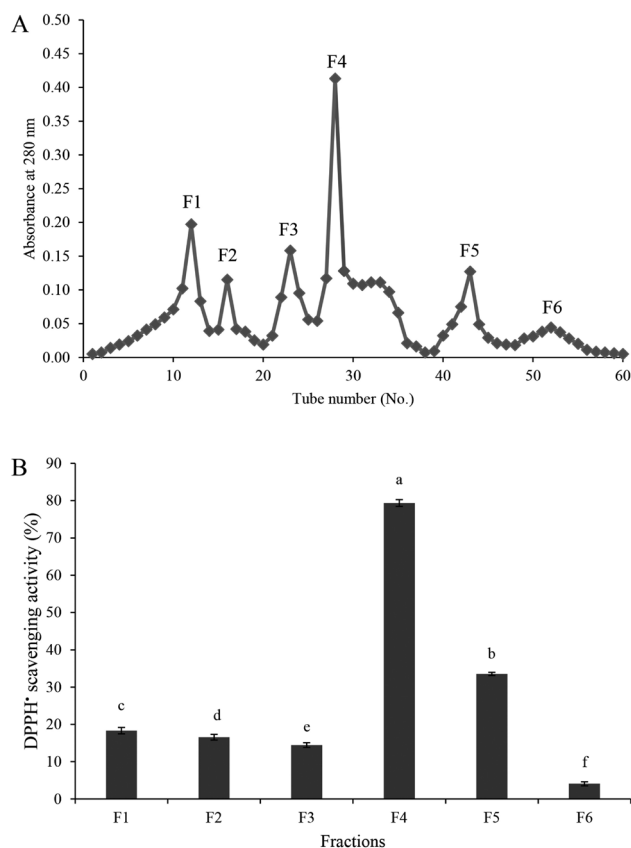 A
0.50
0.45
0.40
0.35
0.30
0.25
0.20
0.15
0.10
0.05
0.00
Absorbance at 280 nm
F1
F2
F3
F4
F5
F6
0 10 20 30 40 50 60
Tube number (No.)
B
90
80
70
60
50
40
30
20
10
0
DPPH• scavenging activity (%)
c
d
e
a
b
f
F1 F2 F3 F4 F5 F6
Fractions